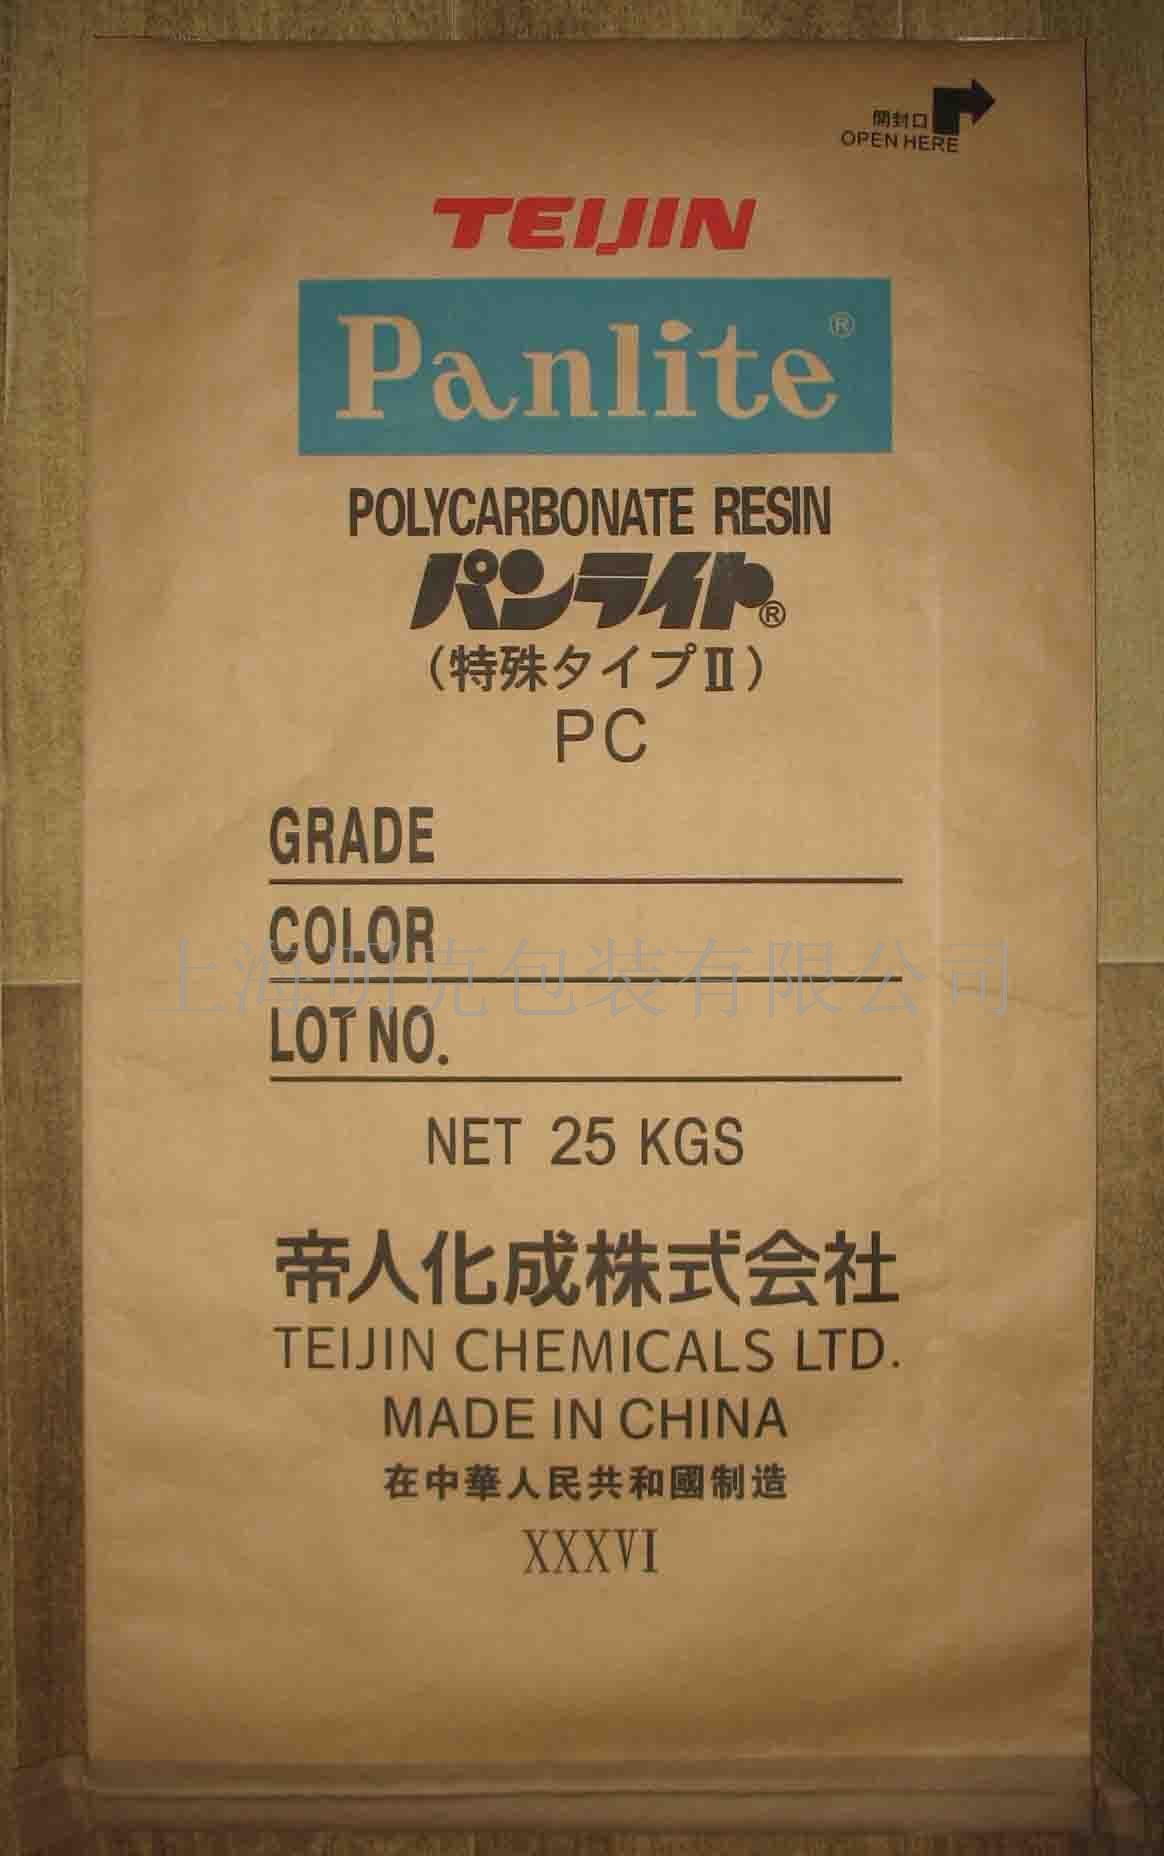 開封口
OPEN HERE
TEIJIN
Panlite®
POLYCARBONATE RESIN
パンライト®
(特殊タイプⅡ)
PC
GRADE
COLOR
上海明克包装有限公司
LOT NO.
NET 25 KGS
帝人化成株式会社
TEIJIN CHEMICALS LTD.
MADE IN CHINA
在中華人民共和國制造
XXXVI